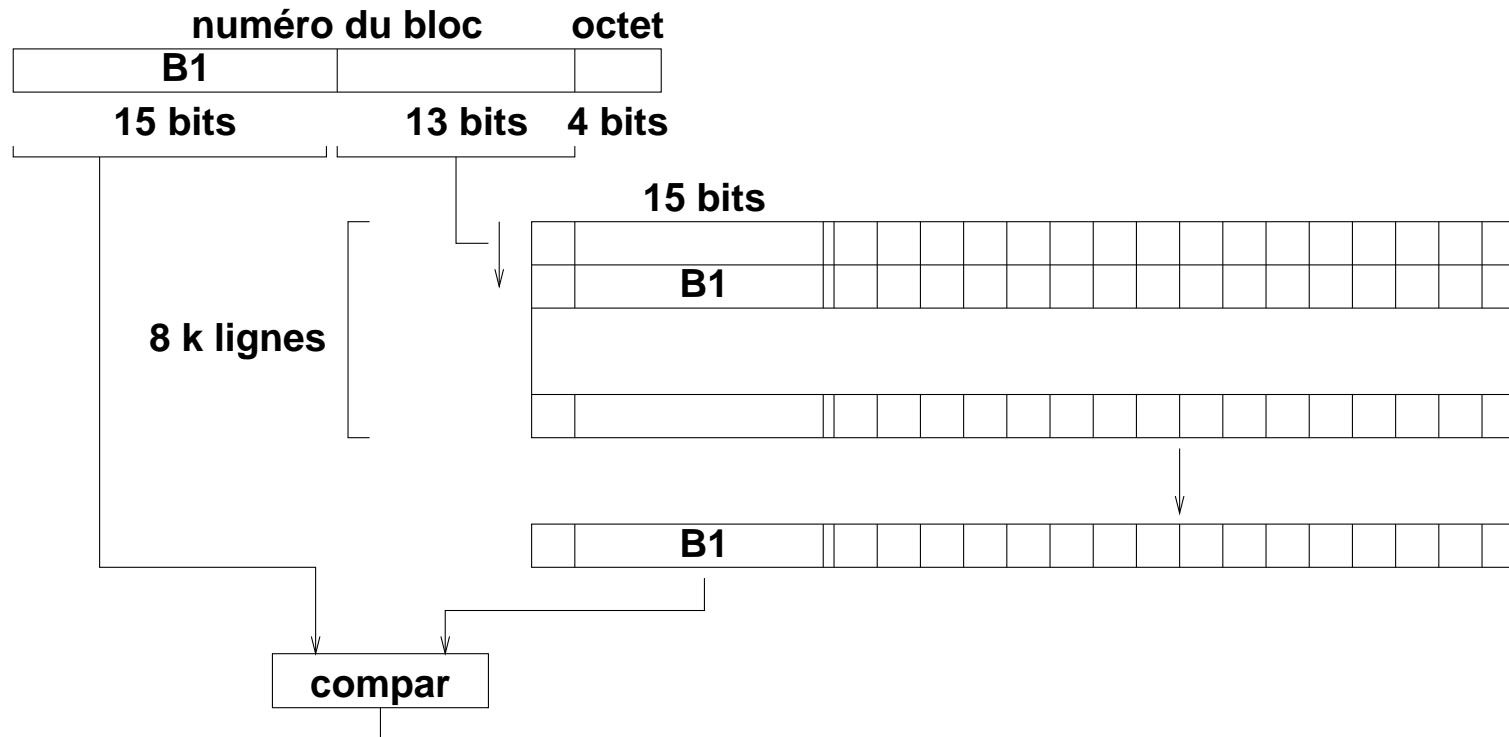 numéro du bloc octet
B1
15 bits 13 bits 4 bits
15 bits
B1
8 k lignes
B1
compar